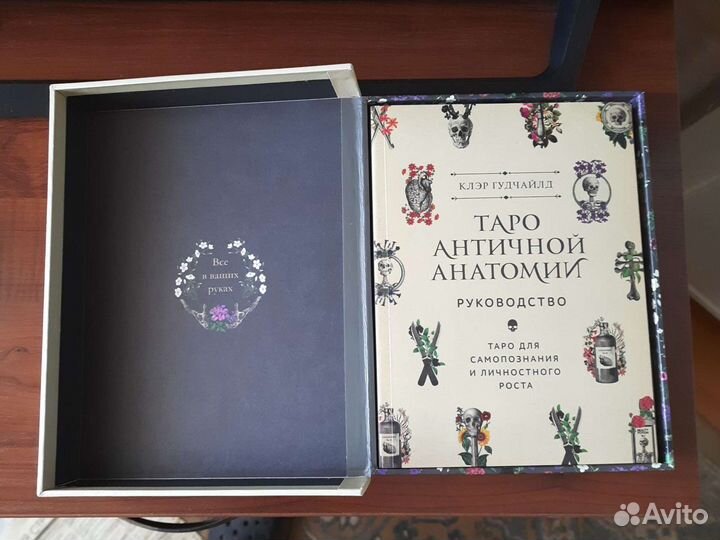 Все
в ваших
руках
КЛЭР ГУДЧАЙЛД
ТАРО
АНТИЧНОЙ
АНАТОМИИ
РУКОВОДСТВО
ТАРО ДЛЯ
САМОПОЗНАНИЯ
И ЛИЧНОСТНОГО
РОСТА
Avito